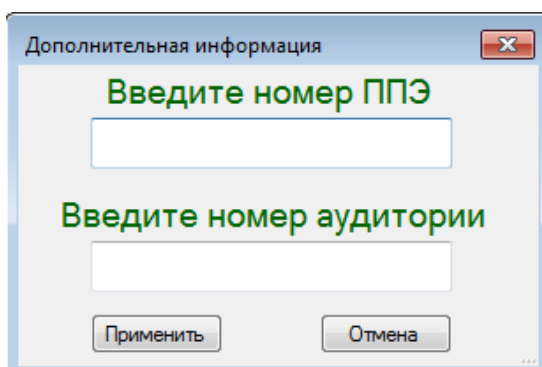 Дополнительная информация
Введите номер ППЭ
Введите номер аудитории
Применить Отмена